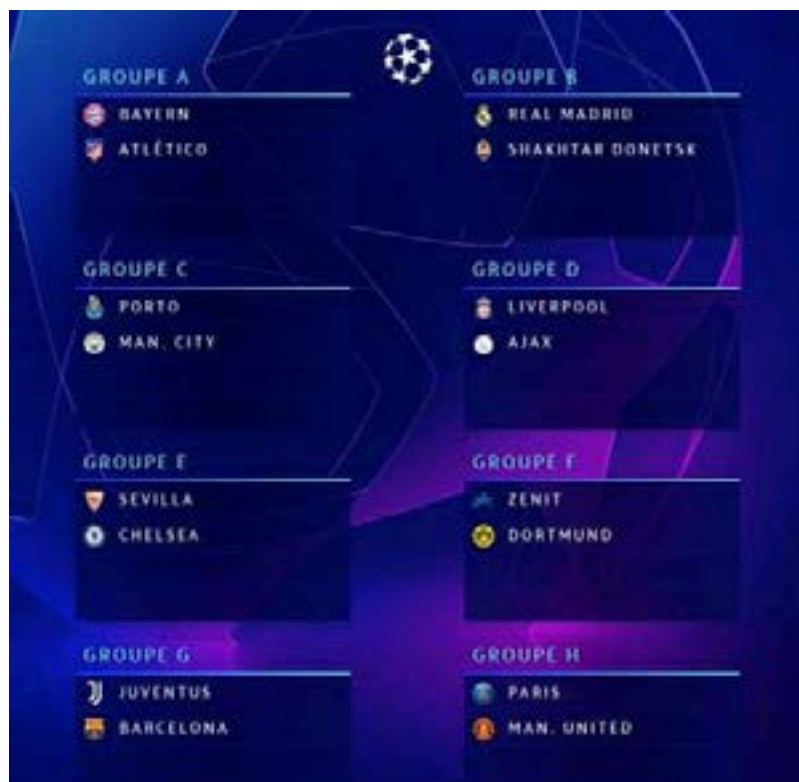 GROUPE A
BAYERN
ATLÉTICO
GROUPE B
REAL MADRID
SHAKHTAR DONETSK
GROUPE C
PORTO
MAN. CITY
GROUPE D
LIVERPOOL
AJAX
GROUPE E
SEVILLA
CHELSEA
GROUPE F
ZENIT
DORTMUND
GROUPE G
JUVENTUS
BARCELONA
GROUPE H
PARIS
MAN. UNITED